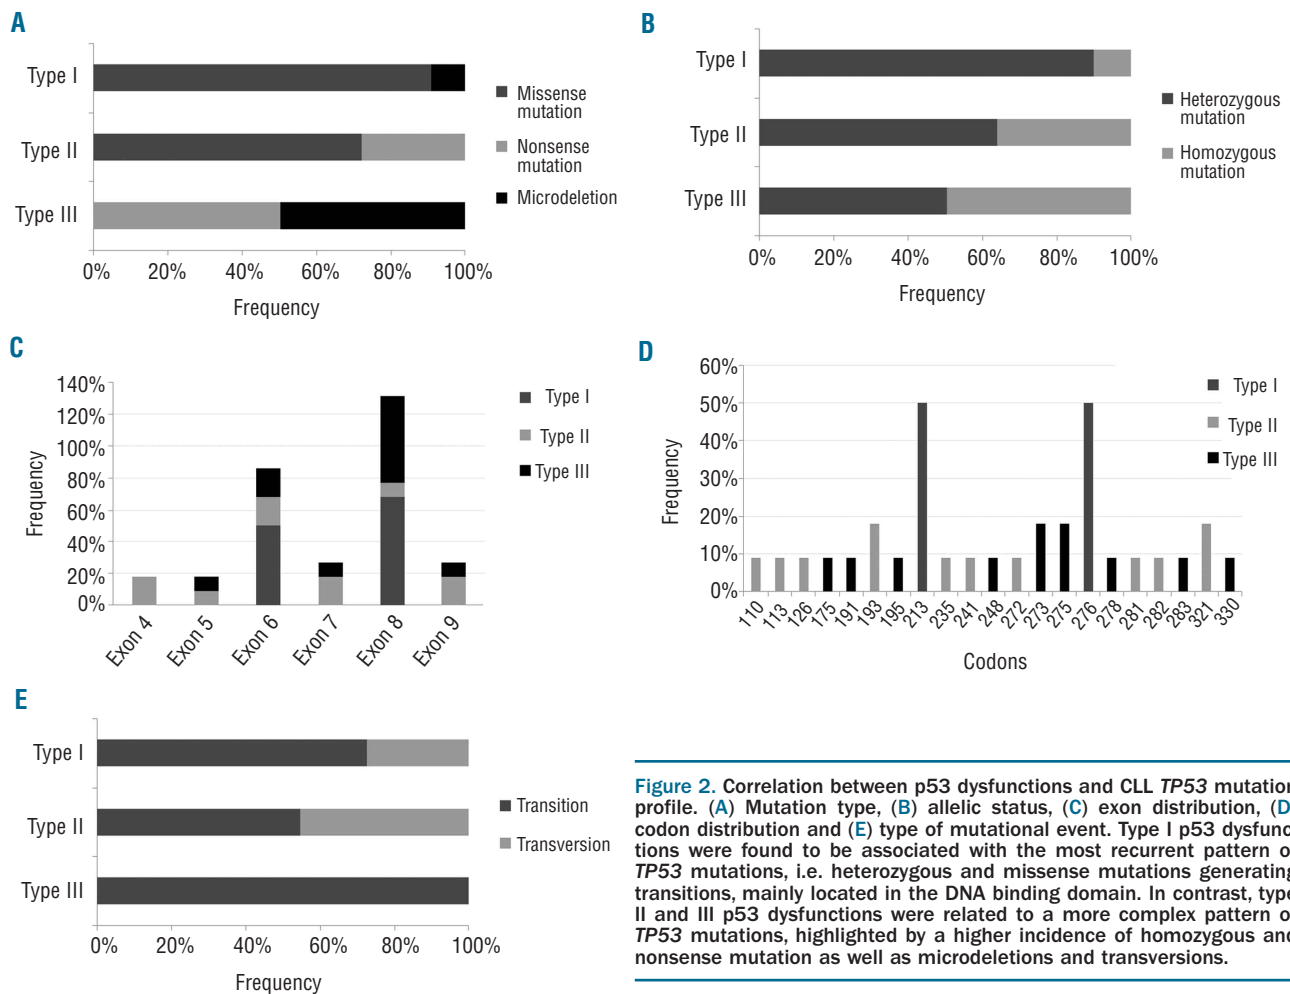 A
Type I
Type II
Type III
0% 20% 40% 60% 80% 100%
Frequency
Missense
mutation
Nonsense
mutation
Microdeletion
B
Type I
Type II
Type III
0% 20% 40% 60% 80% 100%
Frequency
Heterozygous
mutation
Homozygous
mutation
C
140%
120%
100%
80%
60%
40%
20%
0%
Frequency
Exon 4 Exon 5 Exon 6 Exon 7 Exon 8 Exon 9
Type I
Type II
Type III
D
60%
50%
40%
30%
20%
10%
0%
Frequency
110 113 126 175 191 193 195 213 235 241 248 272 273 275 276 278 281 282 283 321 330
Codons
Type I
Type II
Type III
E
Type I
Type II
Type III
0% 20% 40% 60% 80% 100%
Frequency
Transition
Transversion
Figure 2. Correlation between p53 dysfunctions and CLL TP53 mutation
profile. (A) Mutation type, (B) allelic status, (C) exon distribution, (D
codon distribution and (E) type of mutational event. Type I p53 dysfunc
tions were found to be associated with the most recurrent pattern o
TP53 mutations, i.e. heterozygous and missense mutations generating
transitions, mainly located in the DNA binding domain. In contrast, type
II and III p53 dysfunctions were related to a more complex pattern o
TP53 mutations, highlighted by a higher incidence of homozygous and
nonsense mutation as well as microdeletions and transversions.